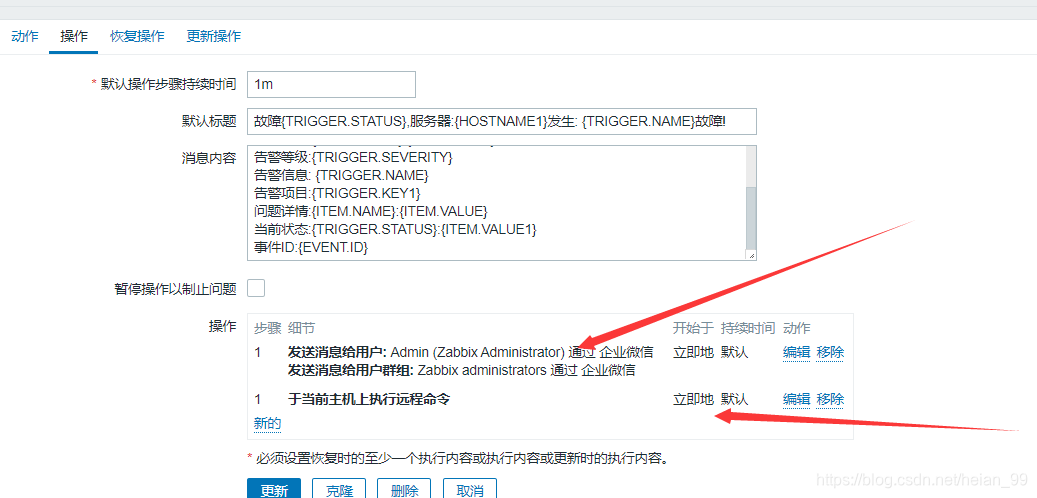 动作 操作 恢复操作 更新操作
* 默认操作步骤持续时间 1m
默认标题 故障{TRIGGER.STATUS},服务器:{HOSTNAME1}发生: {TRIGGER.NAME}故障!
消息内容
告警等级:{TRIGGER.SEVERITY}
告警信息: {TRIGGER.NAME}
告警项目:{TRIGGER.KEY1}
问题详情:{ITEM.NAME}:{ITEM.VALUE}
当前状态:{TRIGGER.STATUS}:{ITEM.VALUE1}
事件ID:{EVENT.ID}
暂停操作以制止问题
操作 步骤 细节 开始于 持续时间 动作
1 发送消息给用户: Admin (Zabbix Administrator) 通过 企业微信 立即地 默认 编辑 移除
发送消息给用户群组: Zabbix administrators 通过 企业微信
1 于当前主机上执行远程命令 立即地 默认 编辑 移除
新的
* 必须设置恢复时的至少一个执行内容或执行内容或更新时的执行内容。
更新 克隆 删除 取消
https://blog.csdn.net/heian_99